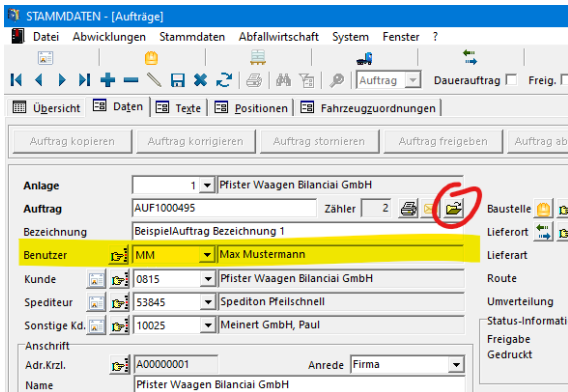 STAMMDATEN - [Aufträge]
Datei Abwicklungen Stammdaten Abfallwirtschaft System Fenster ?
Auftrag Dauerauftrag Freig.
Übersicht Daten Texte Positionen Fahrzeugzuordnungen
Auftrag kopieren Auftrag korrigieren Auftrag stornieren Auftrag freigeben Auftrag ab
Anlage 1 Pfister Waagen Bilanciai GmbH
Auftrag AUF1000495 Zähler 2 Baustelle
Bezeichnung BeispielAuftrag Bezeichnung 1 Lieferort
Benutzer MM Max Mustermann Lieferart
Kunde 0815 Pfister Waagen Bilanciai GmbH Route
Spediteur 53845 Spediton Pfeilschnell Umverteilung
Sonstige Kd. 10025 Meinert GmbH, Paul Status-Informati
Anschrift Freigabe
Adr.Krzl. A00000001 Anrede Firma Gedruckt
Name Pfister Waagen Bilanciai GmbH